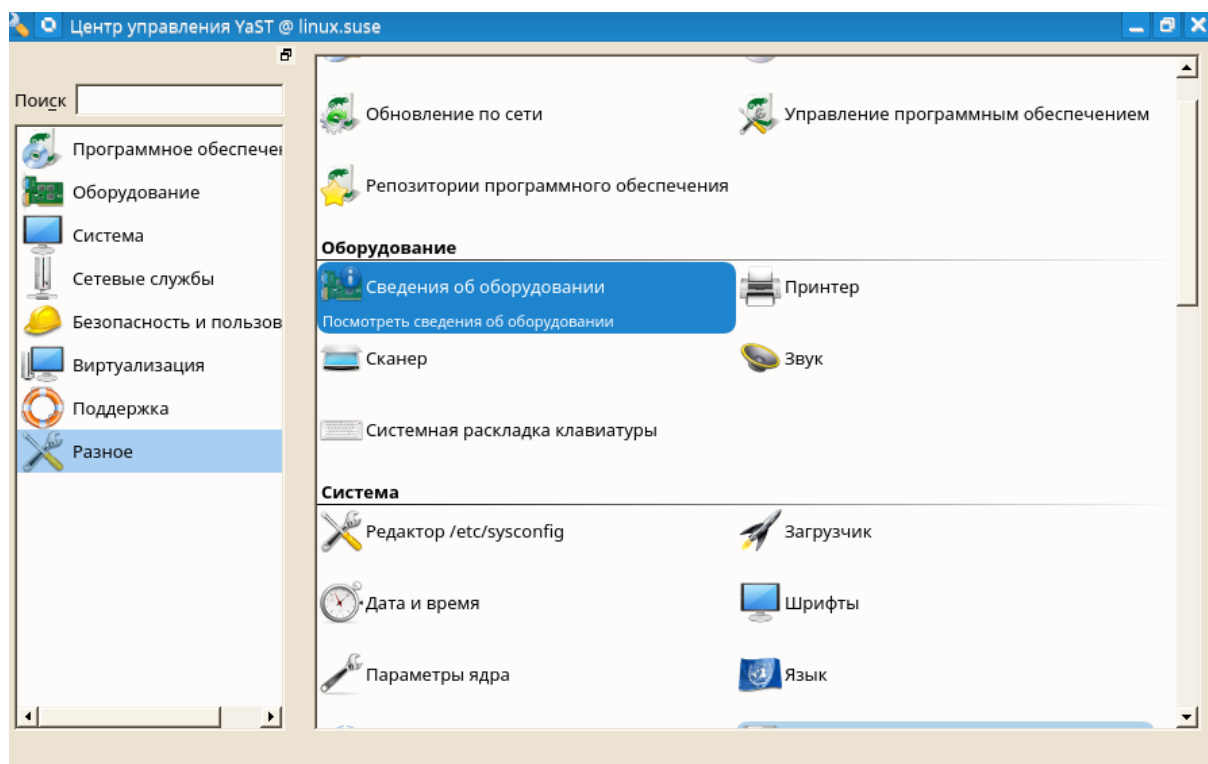 Центр управления YaST @ linux.suse
Поиск
Программное обеспечен
Оборудование
Система
Сетевые службы
Безопасность и пользов
Виртуализация
Поддержка
Разное
Обновление по сети
Управление программным обеспечением
Репозитории программного обеспечения
Оборудование
Сведения об оборудовании
Посмотреть сведения об оборудовании
Принтер
Сканер
Звук
Системная раскладка клавиатуры
Система
Редактор /etc/sysconfig
Загрузчик
Дата и время
Шрифты
Параметры ядра
Язык